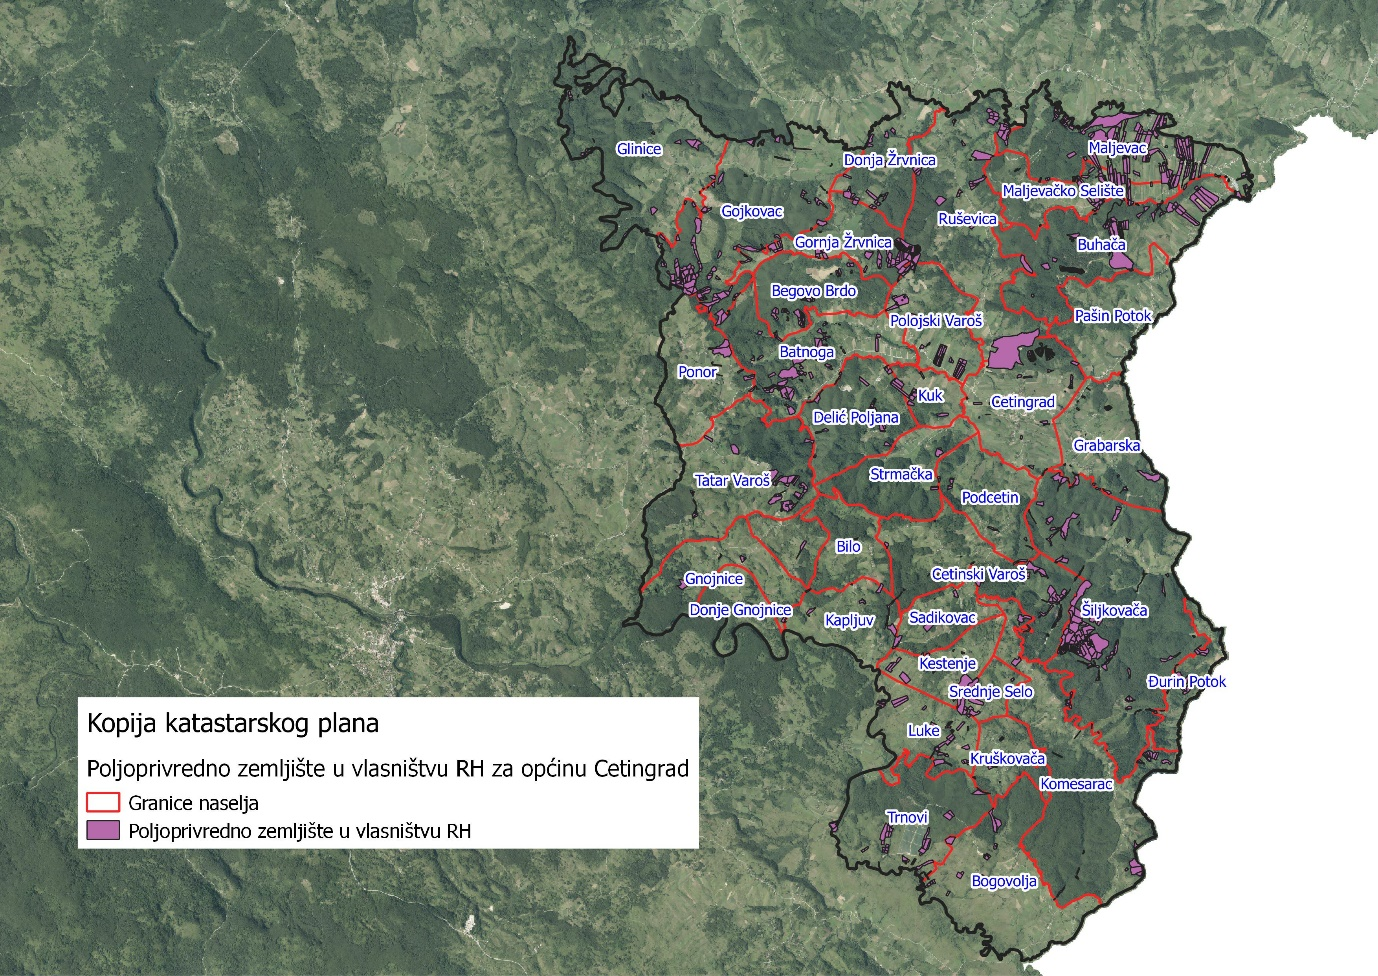 Glinice
Donja Žrvnica
Maljevac
Maljevačko Selište
Gojkovac
Ruševica
Gornja Žrvnica
Buhača
Begovo Brdo
Polojski Varoš
Pašin Potok
Batnoga
Ponor
Kuk
Cetingrad
Delić Poljana
Grabarska
Strmačka
Tatar Varoš
Podcetin
Bilo
Cetinski Varoš
Gnojnice
Donje Gnojnice
Šiljkovača
Kapljuv
Sadikovac
Kestenje
Đurin Potok
Srednje Selo
Luke
Kruškovača
Komesarac
Trnovi
Bogovolja
Kopija katastarskog plana
Poljoprivredno zemljište u vlasništvu RH za općinu Cetingrad
Granice naselja
Poljoprivredno zemljište u vlasništvu RH